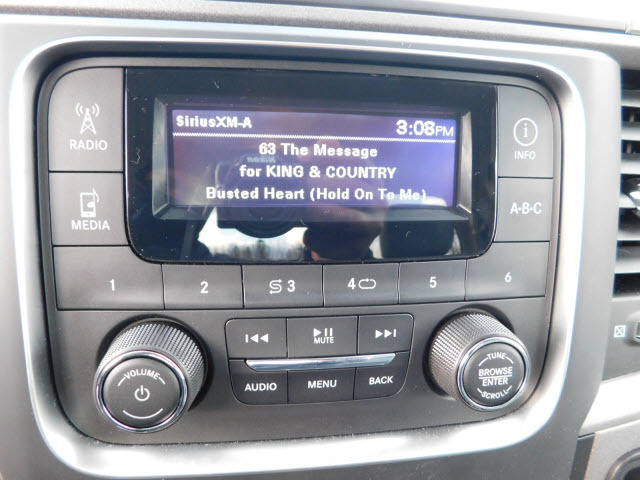 SiriusXM-A 3:08PM
63 The Message
for KING & COUNTRY
Busted Heart (Hold On To Me)
RADIO
MEDIA
INFO
A-B-C
1 2 3 4 5 6
VOLUME
MUTE
AUDIO MENU BACK
TUNE
BROWSE
ENTER
SCROLL